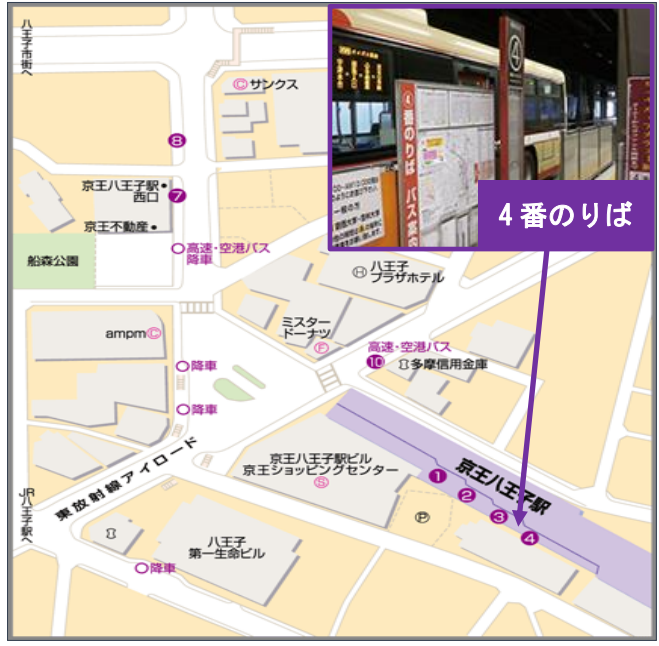 八王子市街へ
サンクス
8
京王八王子駅
西口
7
京王不動産
高速・空港バス
降車
船森公園
八王子
プラザホテル
4
④番のりば バス案内
4番のりば
ampm
ミスター
ドーナツ
高速・空港バス
10
多摩信用金庫
降車
降車
東放射線アイロード
京王八王子駅ビル
京王ショッピングセンター
京王八王子駅
1
2
3
4
P
JR八王子駅へ
八王子
第一生命ビル
降車